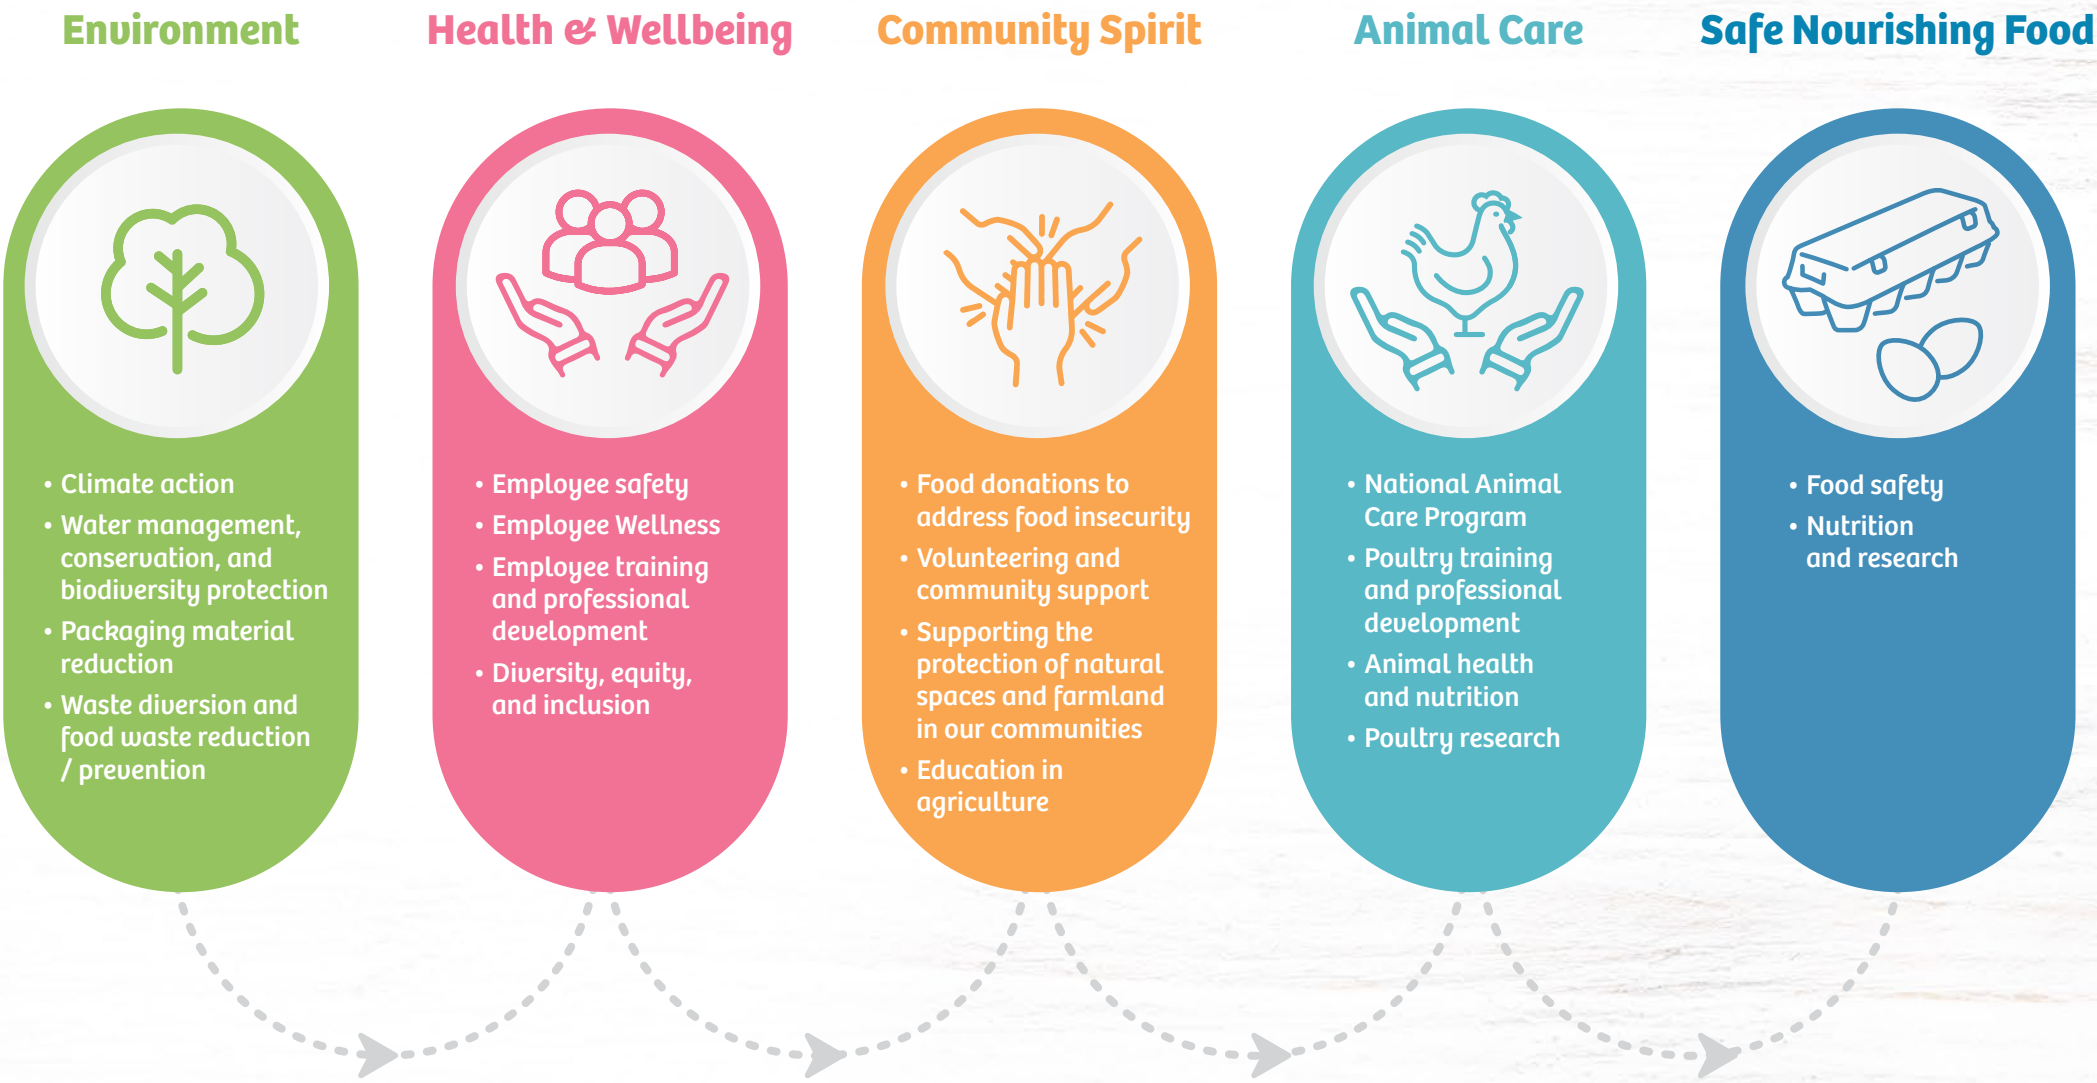 Environment
• Climate action
• Water management,
conservation, and
biodiversity protection
• Packaging material
reduction
• Waste diversion and
food waste reduction
/ prevention
Health & Wellbeing
• Employee safety
• Employee Wellness
• Employee training
and professional
development
• Diversity, equity,
and inclusion
Community Spirit
• Food donations to
address food insecurity
• Volunteering and
community support
• Supporting the
protection of natural
spaces and farmland
in our communities
• Education in
agriculture
Animal Care
• National Animal
Care Program
• Poultry training
and professional
development
• Animal health
and nutrition
• Poultry research
Safe Nourishing Food
• Food safety
• Nutrition
and research